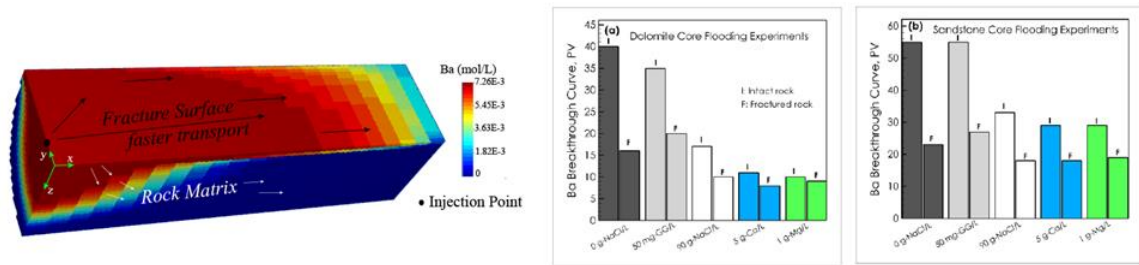 Ba (mol/L)
7.26E-3
5.45E-3
3.63E-3
1.82E-3
0
Fracture Surface
faster transport
y
x
z
Rock Matrix
Injection Point
(a)
Dolomite Core Flooding Experiments
Ba Breakthrough Curve, PV
45
40
35
30
25
20
15
10
5
0
I
F
I
F
I
F
I
F
I
F
I: Intact rock
F: Fractured rock
0 g-NaCl/L
50 mg-GG/L
90 g-NaCl/L
5 g-Ca/L
1 g-Mg/L
(b)
Sandstone Core Flooding Experiments
Ba Breakthrough Curve, PV
60
50
40
30
20
10
0
I
F
I
F
I
F
I
F
I
F
0 g-NaCl/L
50 mg-GG/L
90 g-NaCl/L
5 g-Ca/L
1 g-Mg/L